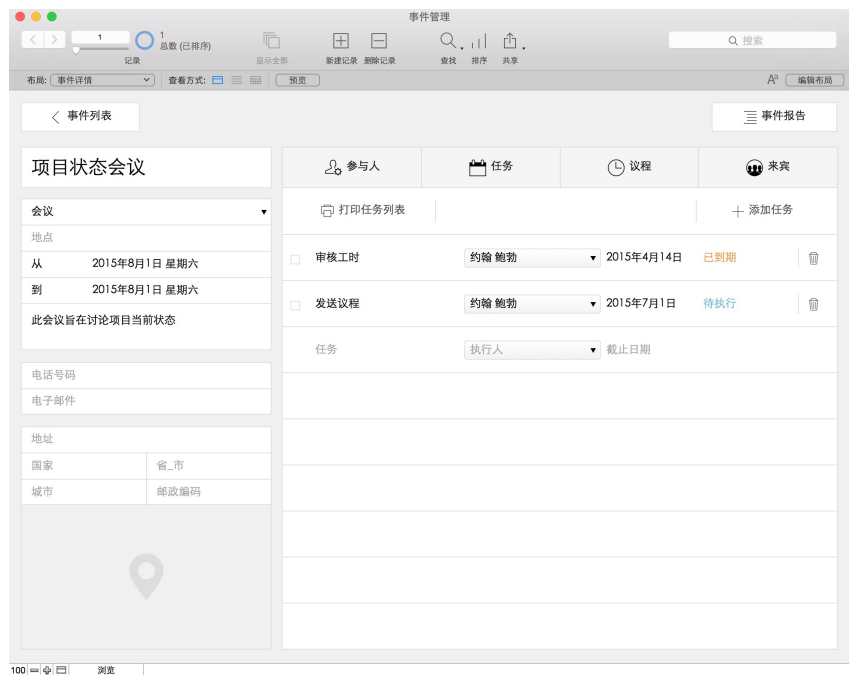 事件管理
1
1
总数 (已排序)
记录
显示全部
新建记录
删除记录
查找
排序
共享
搜索
布局:
事件详情
查看方式:
预览
Aª
编辑布局
事件列表
事件报告
项目状态会议
参与人
任务
议程
来宾
会议
地点
从 2015年8月1日 星期六
到 2015年8月1日 星期六
此会议旨在讨论项目当前状态
电话号码
电子邮件
地址
国家 省_市
城市 邮政编码
打印任务列表
添加任务
审核工时 约翰 鲍勃 2015年4月14日 已到期
发送议程 约翰 鲍勃 2015年7月1日 待执行
任务 执行人 截止日期
100
浏览